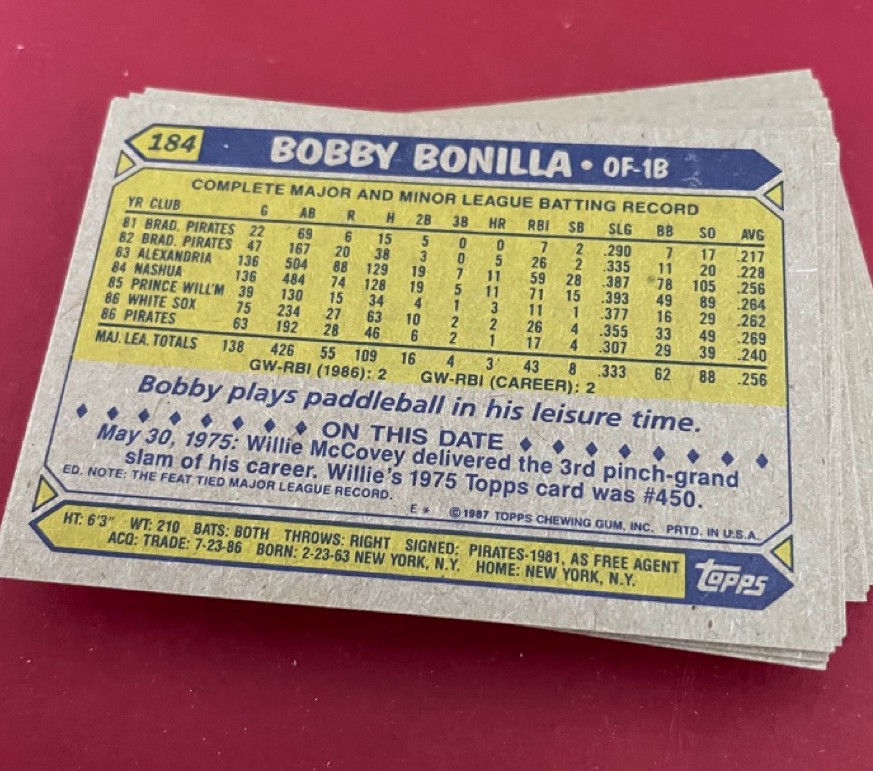 184 BOBBY BONILLA • OF-1B
COMPLETE MAJOR AND MINOR LEAGUE BATTING RECORD
YR CLUB G AB R H 2B 3B HR RBI SB SLG BB SO AVG
81 BRAD. PIRATES 22 69 6 15 5 0 0 7 2 .290 7 17 .217
82 BRAD. PIRATES 47 167 20 38 3 0 5 26 2 .335 11 20 .228
83 ALEXANDRIA 136 504 88 129 19 7 11 59 28 .387 78 105 .256
84 NASHUA 136 484 74 128 19 5 11 71 15 .393 49 89 .264
85 PRINCE WILL'M 39 130 15 34 4 1 3 11 1 .377 16 29 .262
86 WHITE SOX 75 234 27 63 10 2 2 26 4 .355 33 49 .269
86 PIRATES 63 192 28 46 6 2 1 17 4 .307 29 39 .240
MAJ. LEA. TOTALS 138 426 55 109 16 4 3 43 8 .333 62 88 .256
GW-RBI (1986): 2 GW-RBI (CAREER): 2
Bobby plays paddleball in his leisure time.
ON THIS DATE
May 30, 1975: Willie McCovey delivered the 3rd pinch-grand
slam of his career. Willie's 1975 Topps card was #450.
ED. NOTE: THE FEAT TIED MAJOR LEAGUE RECORD.
E* ©1987 TOPPS CHEWING GUM, INC. PRTD. IN U.S.A.
HT: 6'3" WT: 210 BATS: BOTH THROWS: RIGHT SIGNED: PIRATES-1981, AS FREE AGENT
ACQ: TRADE: 7-23-86 BORN: 2-23-63 NEW YORK, N.Y. HOME: NEW YORK, N.Y.
topps